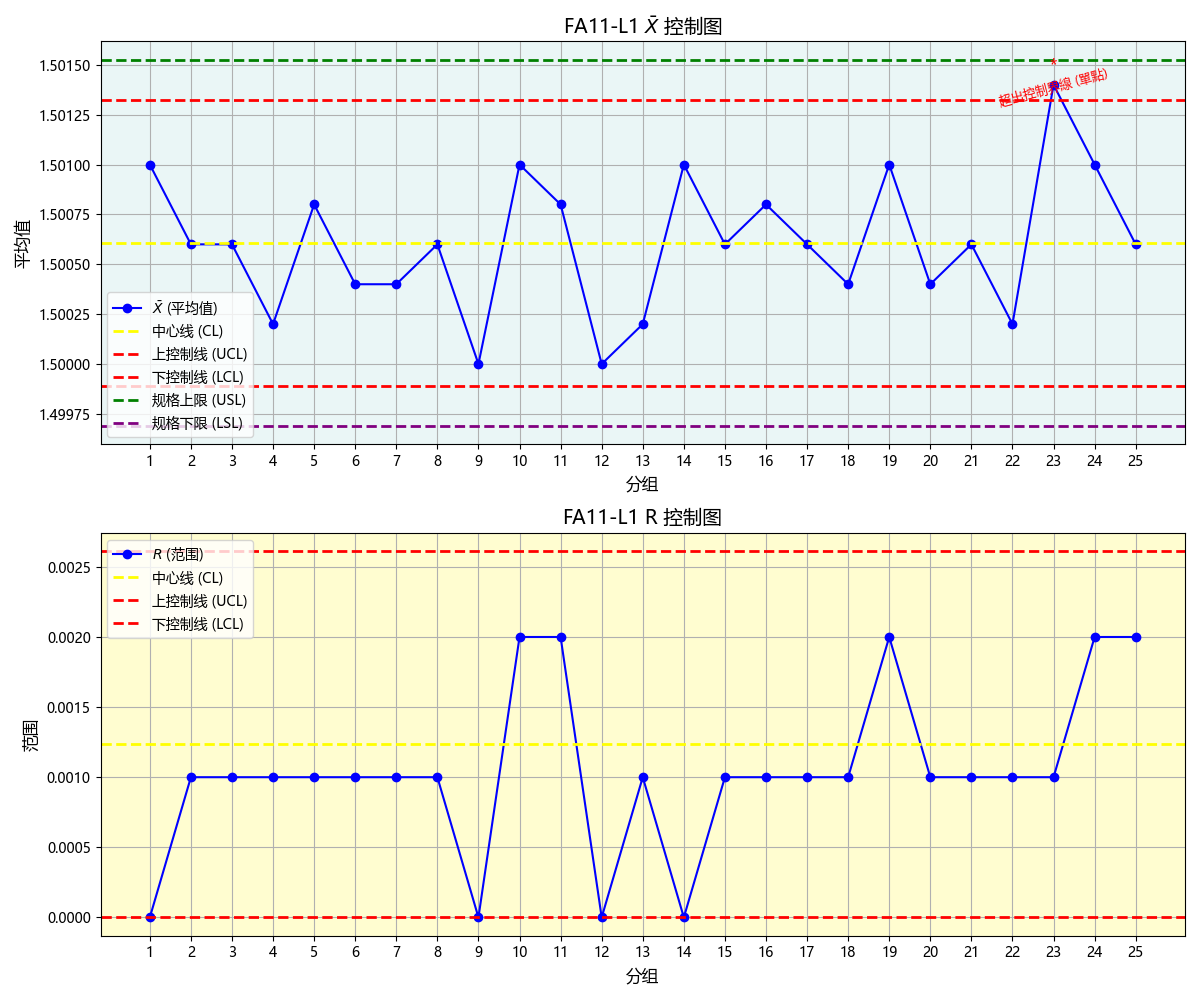 FA11-L1 X̄ 控制图
平均值
1.50150
1.50125
1.50100
1.50075
1.50050
1.50025
1.50000
1.49975
*
超出控制界線 (單點)
X̄ (平均值)
中心线 (CL)
上控制线 (UCL)
下控制线 (LCL)
规格上限 (USL)
规格下限 (LSL)
1 2 3 4 5 6 7 8 9 10 11 12 13 14 15 16 17 18 19 20 21 22 23 24 25
分组
FA11-L1 R 控制图
范围
0.0025
0.0020
0.0015
0.0010
0.0005
0.0000
R (范围)
中心线 (CL)
上控制线 (UCL)
下控制线 (LCL)
1 2 3 4 5 6 7 8 9 10 11 12 13 14 15 16 17 18 19 20 21 22 23 24 25
分组